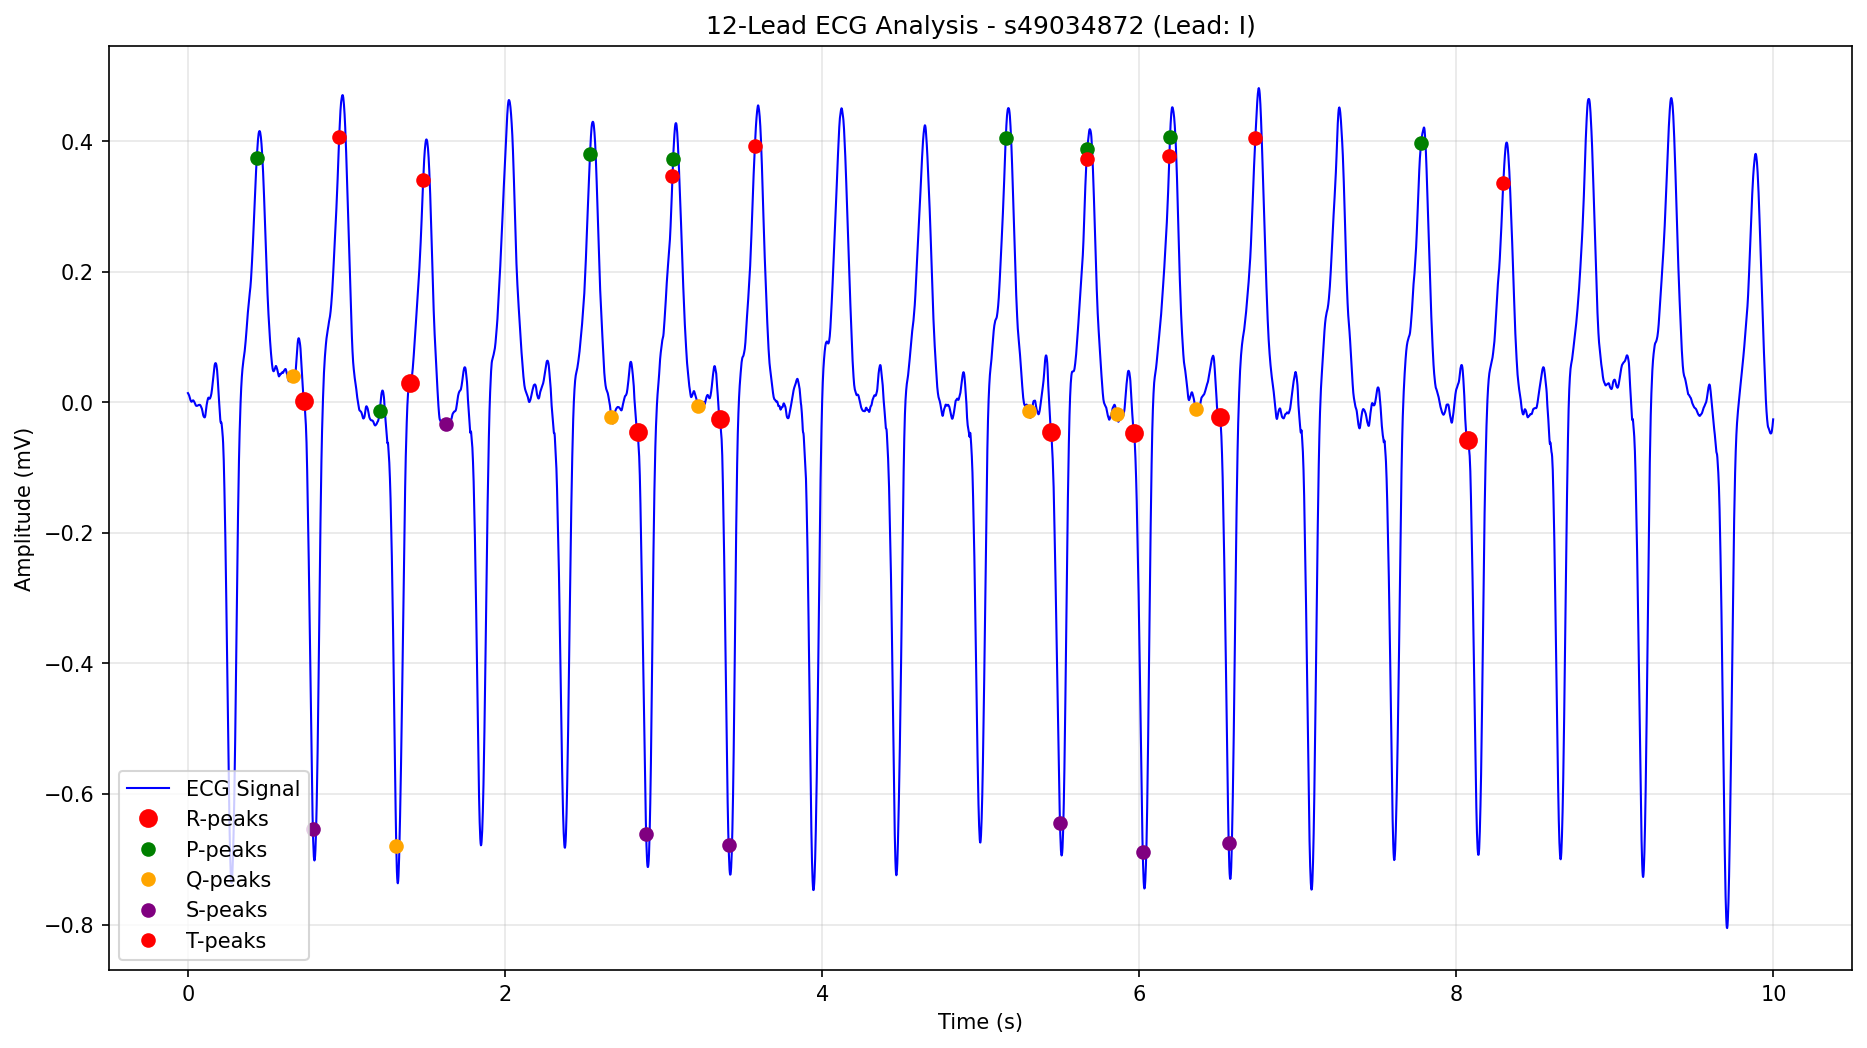 12-Lead ECG Analysis - s49034872 (Lead: I)
Amplitude (mV)
0.4
0.2
0.0
−0.2
−0.4
−0.6
−0.8
ECG Signal
R-peaks
P-peaks
Q-peaks
S-peaks
T-peaks
0 2 4 6 8 10
Time (s)